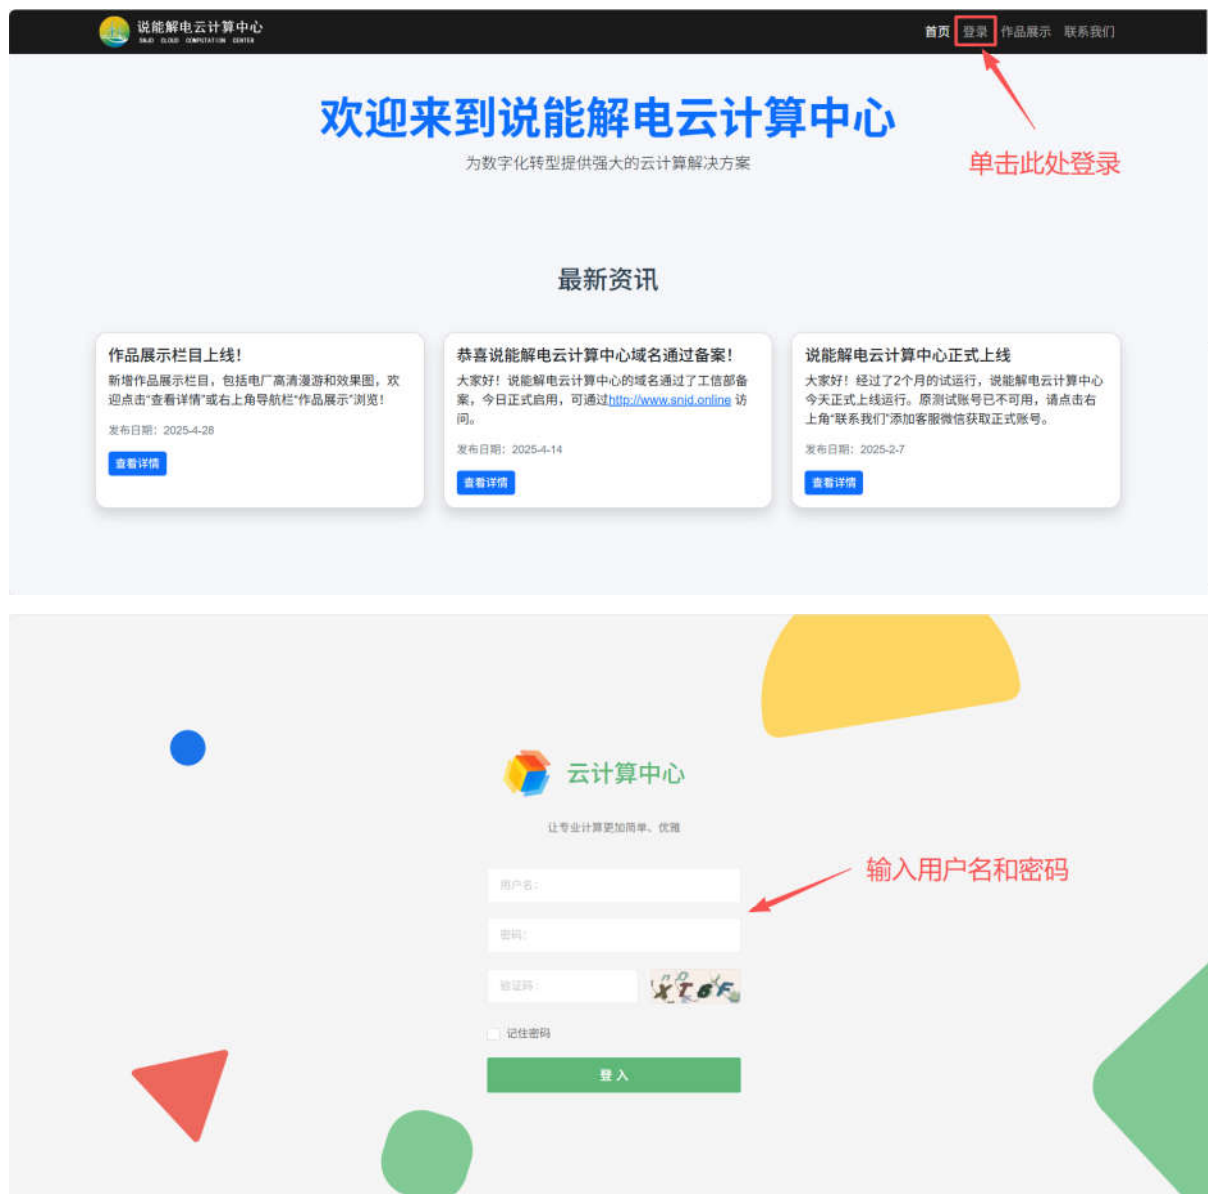 说能解电云计算中心
SNJD CLOUD COMPUTATION CENTER
首页 登录 作品展示 联系我们
欢迎来到说能解电云计算中心
为数字化转型提供强大的云计算解决方案
单击此处登录
最新资讯
作品展示栏目上线！
新增作品展示栏目，包括电厂高清漫游和效果图，欢
迎点击“查看详情”或右上角导航栏“作品展示”浏览！
发布日期：2025-4-28
查看详情
恭喜说能解电云计算中心域名通过备案！
大家好！说能解电云计算中心的域名通过了工信部备
案，今日正式启用，可通过http://www.snjd.online 访
问。
发布日期：2025-4-14
查看详情
说能解电云计算中心正式上线
大家好！经过了2个月的试运行，说能解电云计算中心
今天正式上线运行。原测试账号已不可用，请点击右
上角“联系我们”添加客服微信获取正式账号。
发布日期：2025-2-7
查看详情
云计算中心
让专业计算更加简单、优雅
输入用户名和密码
用户名：
密码：
验证码：
记住密码
登 入